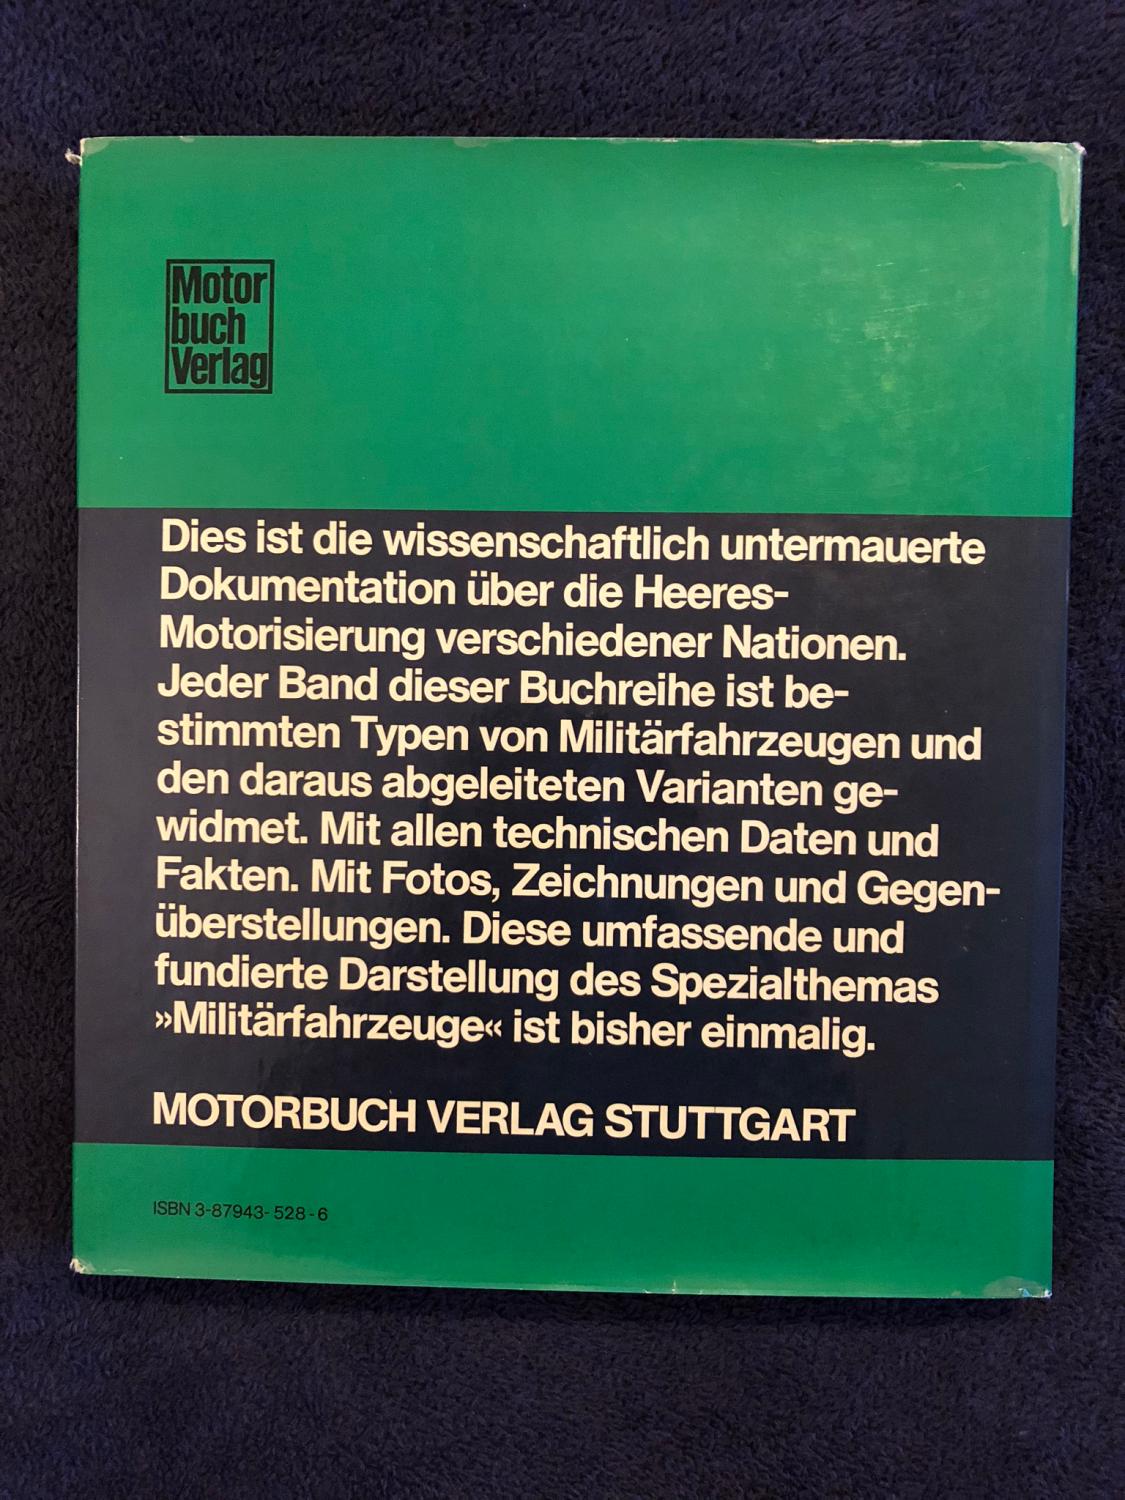 Motor
buch
Verlag
Dies ist die wissenschaftlich untermauerte
Dokumentation über die Heeres-
Motorisierung verschiedener Nationen.
Jeder Band dieser Buchreihe ist be-
stimmten Typen von Militärfahrzeugen und
den daraus abgeleiteten Varianten ge-
widmet. Mit allen technischen Daten und
Fakten. Mit Fotos, Zeichnungen und Gegen-
überstellungen. Diese umfassende und
fundierte Darstellung des Spezialthemas
»Militärfahrzeuge« ist bisher einmalig.
MOTORBUCH VERLAG STUTTGART
ISBN 3-87943-528-6